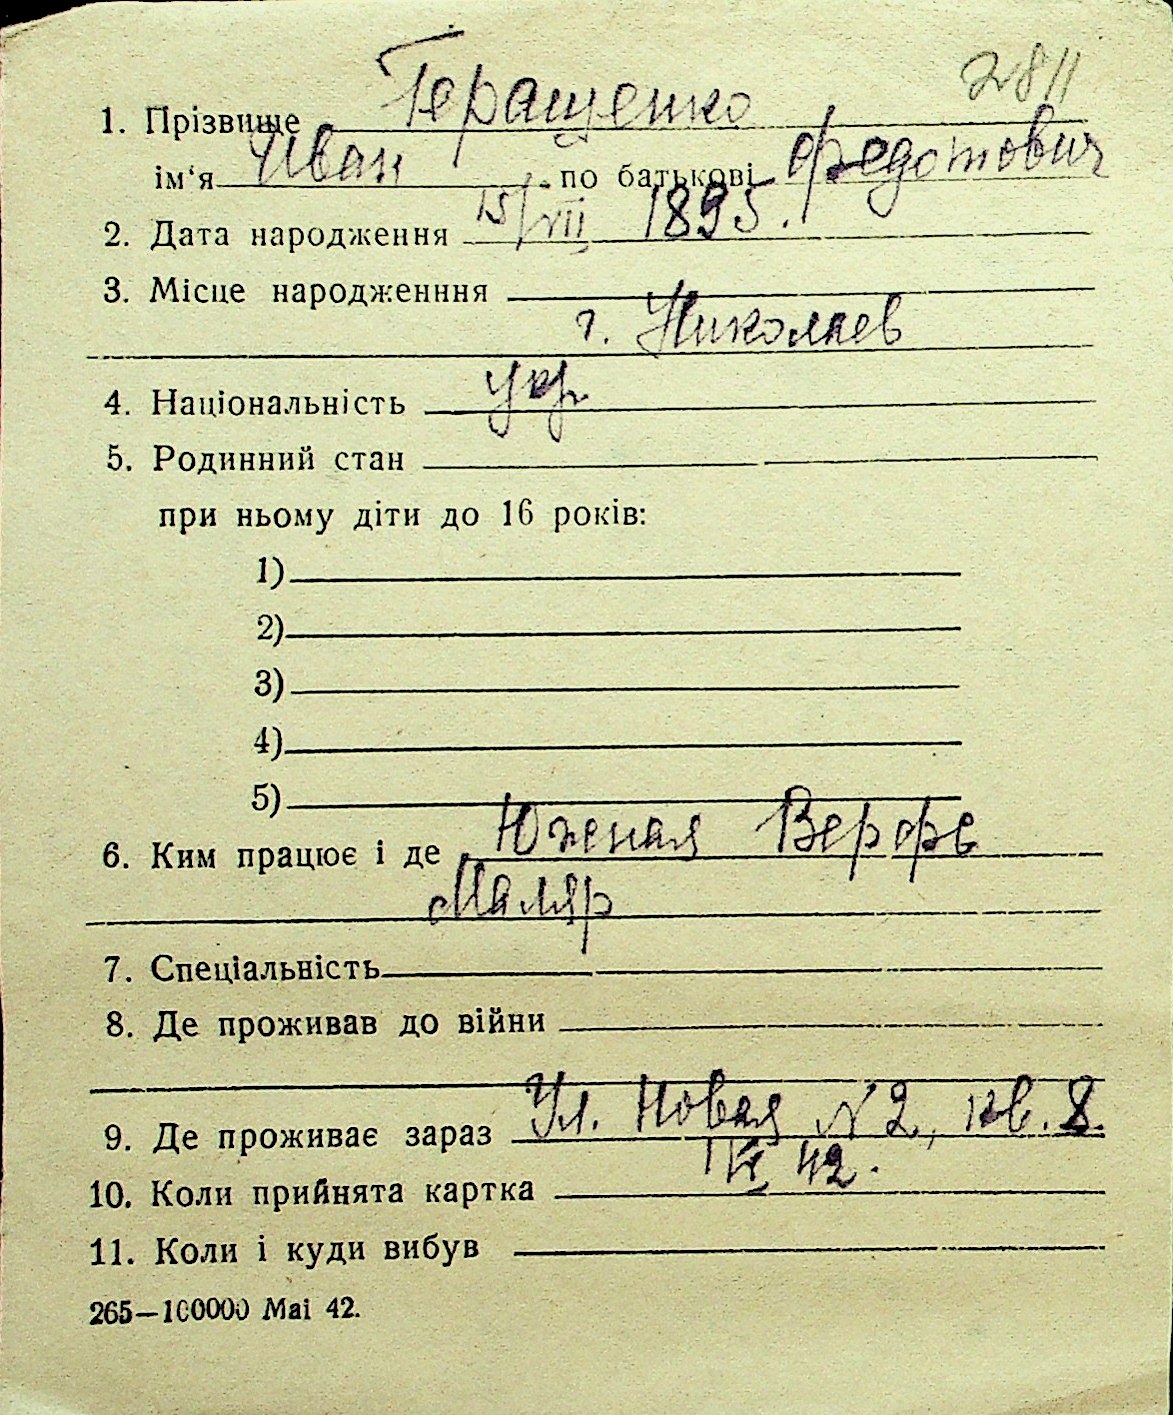 2811
1. Прізвище Геращенко
ім‘я Иван по батькові Федотович
2. Дата народження 15/VII 1895.
3. Місце народженння
г. Николаев
4. Національність укр.
5. Родинний стан
при ньому діти до 16 років:
1)
2)
3)
4)
5)
6. Ким працює і де Южная Верфь
Маляр
7. Спеціальність
8. Де проживав до війни
9. Де проживає зараз Ул. Новая N 2, кв. 8.
10. Коли прийнята картка 42.
11. Коли і куди вибув
265—100000 Mai 42.